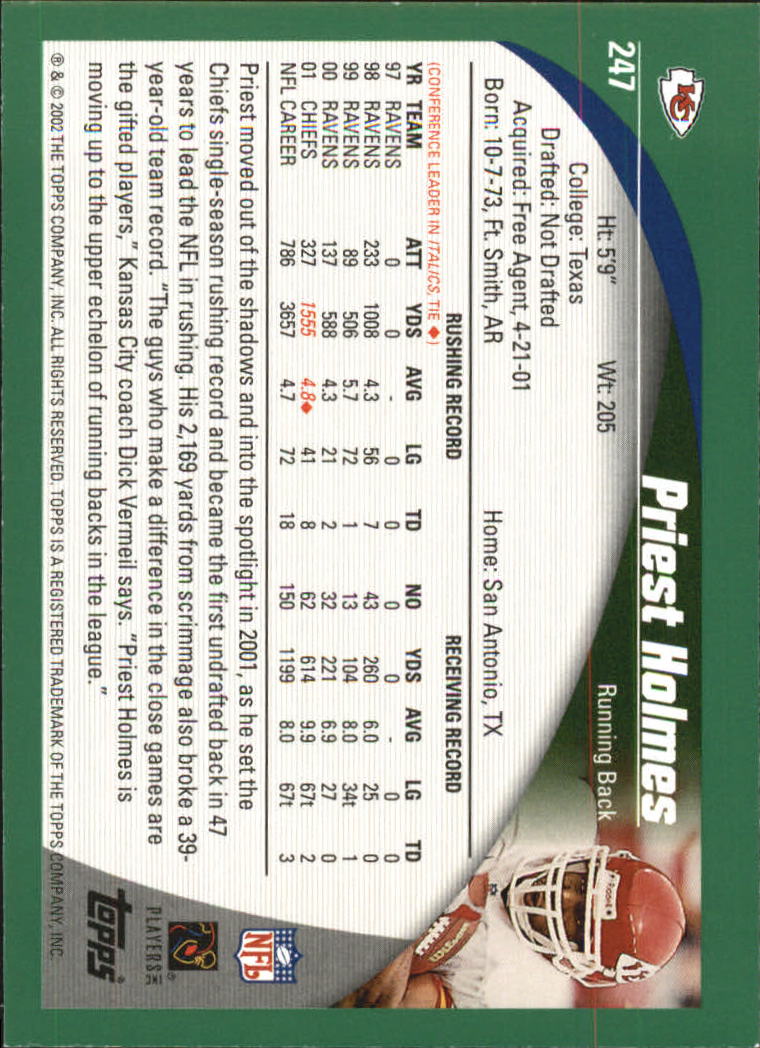 247
Priest Holmes
Running Back
Ht: 5'9" Wt: 205
College: Texas
Drafted: Not Drafted
Acquired: Free Agent, 4-21-01
Born: 10-7-73, Ft. Smith, AR Home: San Antonio, TX
RUSHING RECORD RECEIVING RECORD
(CONFERENCE LEADER IN ITALICS, TIE ◆)
YR TEAM ATT YDS AVG LG TD NO YDS AVG LG TD
97 RAVENS 0 0 - 0 0 0 0 - 0 0
98 RAVENS 233 1008 4.3 56 7 43 260 6.0 25 0
99 RAVENS 89 506 5.7 72 1 13 104 8.0 34t 1
00 RAVENS 137 588 4.3 21 2 32 221 6.9 27 0
01 CHIEFS 327 1555 4.8◆ 41 8 62 614 9.9 67t 2
NFL CAREER 786 3657 4.7 72 18 150 1199 8.0 67t 3
Priest moved out of the shadows and into the spotlight in 2001, as he set the
Chiefs single-season rushing record and became the first undrafted back in 47
years to lead the NFL in rushing. His 2,169 yards from scrimmage also broke a 39-
year-old team record. "The guys who make a difference in the close games are
the gifted players," Kansas City coach Dick Vermeil says. "Priest Holmes is
moving up to the upper echelon of running backs in the league."
® & © 2002 THE TOPPS COMPANY, INC. ALL RIGHTS RESERVED. TOPPS IS A REGISTERED TRADEMARK OF THE TOPPS COMPANY, INC.
NFL
PLAYERS INC
topps®
KC
Riddell
Wilson